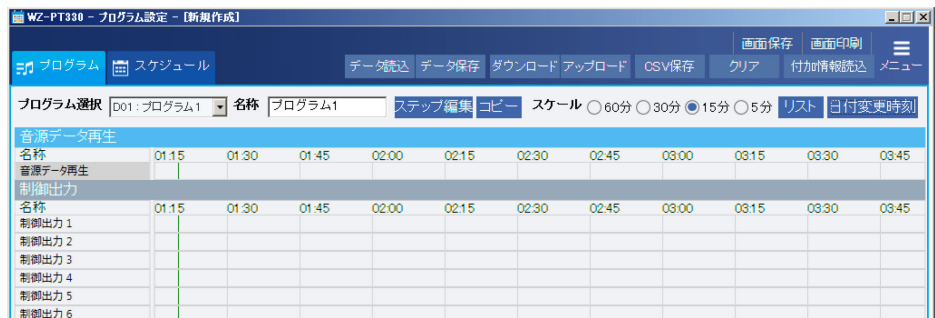 WZ-PT330 - プログラム設定 - [新規作成]
画面保存 画面印刷
プログラム スケジュール データ読込 データ保存 ダウンロード アップロード CSV保存 クリア 付加情報読込 メニュー
プログラム選択 D01:プログラム1 名称 プログラム1 ステップ編集 コピー スケール 60分 30分 15分 5分 リスト 日付変更時刻
音源データ再生
名称 01:15 01:30 01:45 02:00 02:15 02:30 02:45 03:00 03:15 03:30 03:45
音源データ再生
制御出力
名称 01:15 01:30 01:45 02:00 02:15 02:30 02:45 03:00 03:15 03:30 03:45
制御出力 1
制御出力 2
制御出力 3
制御出力 4
制御出力 5
制御出力 6